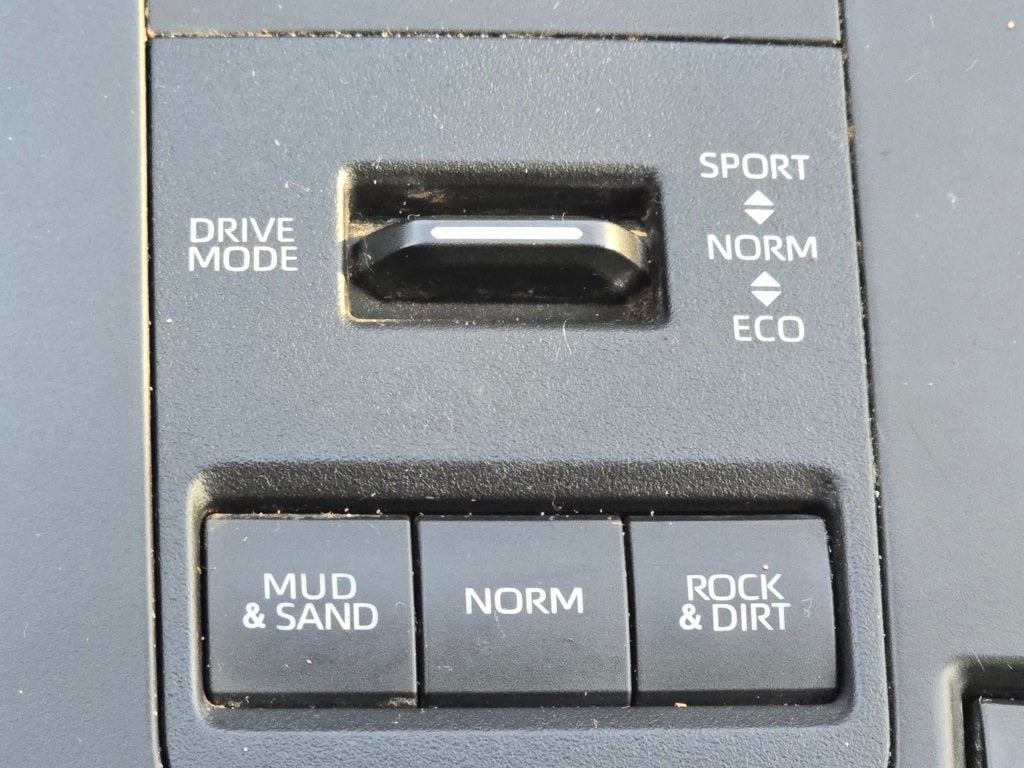 DRIVE
MODE
SPORT
NORM
ECO
MUD
& SAND
NORM
ROCK
& DIRT